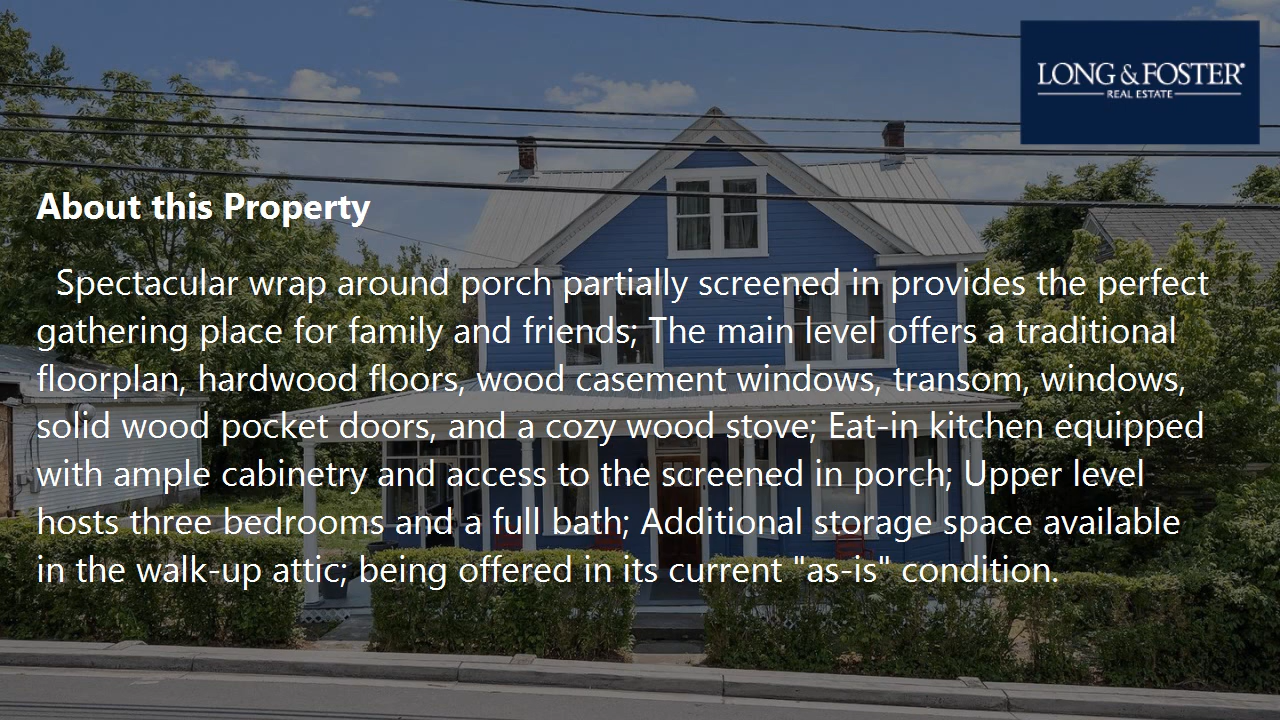 LONG & FOSTER®
REAL ESTATE
About this Property
Spectacular wrap around porch partially screened in provides the perfect
gathering place for family and friends; The main level offers a traditional
floorplan, hardwood floors, wood casement windows, transom, windows,
solid wood pocket doors, and a cozy wood stove; Eat-in kitchen equipped
with ample cabinetry and access to the screened in porch; Upper level
hosts three bedrooms and a full bath; Additional storage space available
in the walk-up attic; being offered in its current "as-is" condition.